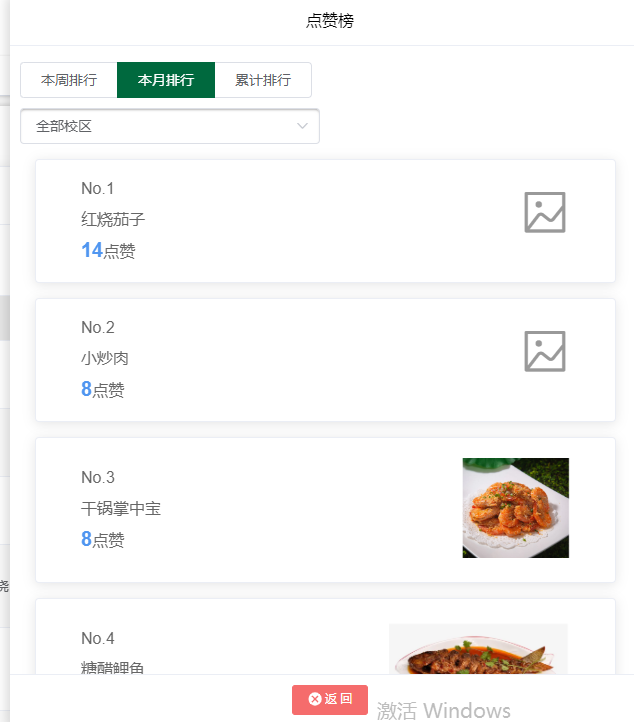 点赞榜
本周排行 本月排行 累计排行
全部校区
No.1
红烧茄子
14点赞
No.2
小炒肉
8点赞
No.3
干锅掌中宝
8点赞
烧
No.4
糖醋鲤鱼
返回
激活 Windows